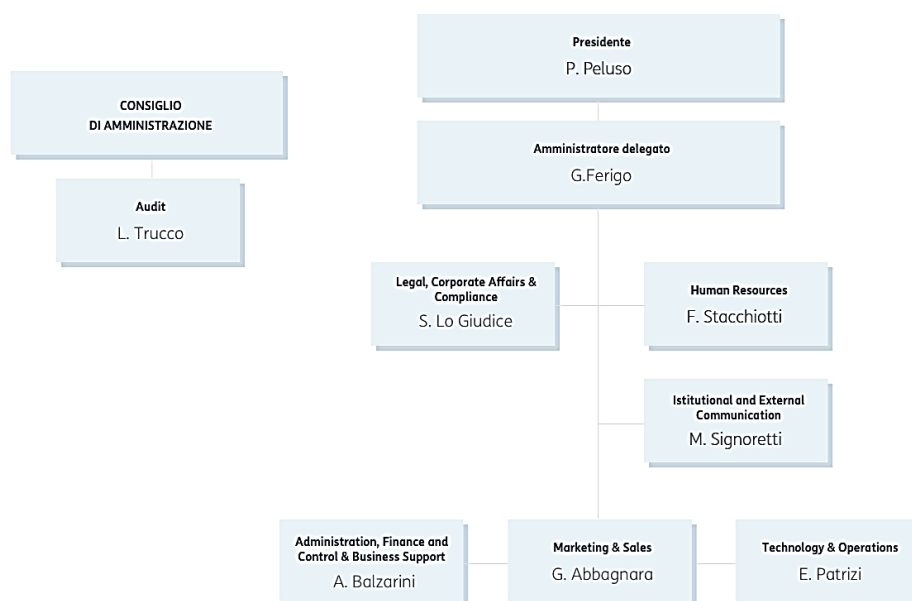 Presidente
P. Peluso
CONSIGLIO
DI AMMINISTRAZIONE
Amministratore delegato
G.Ferigo
Audit
L. Trucco
Legal, Corporate Affairs &
Compliance
S. Lo Giudice
Human Resources
F. Stacchiotti
Istitutional and External
Communication
M. Signoretti
Administration, Finance and
Control & Business Support
A. Balzarini
Marketing & Sales
G. Abbagnara
Technology & Operations
E. Patrizi